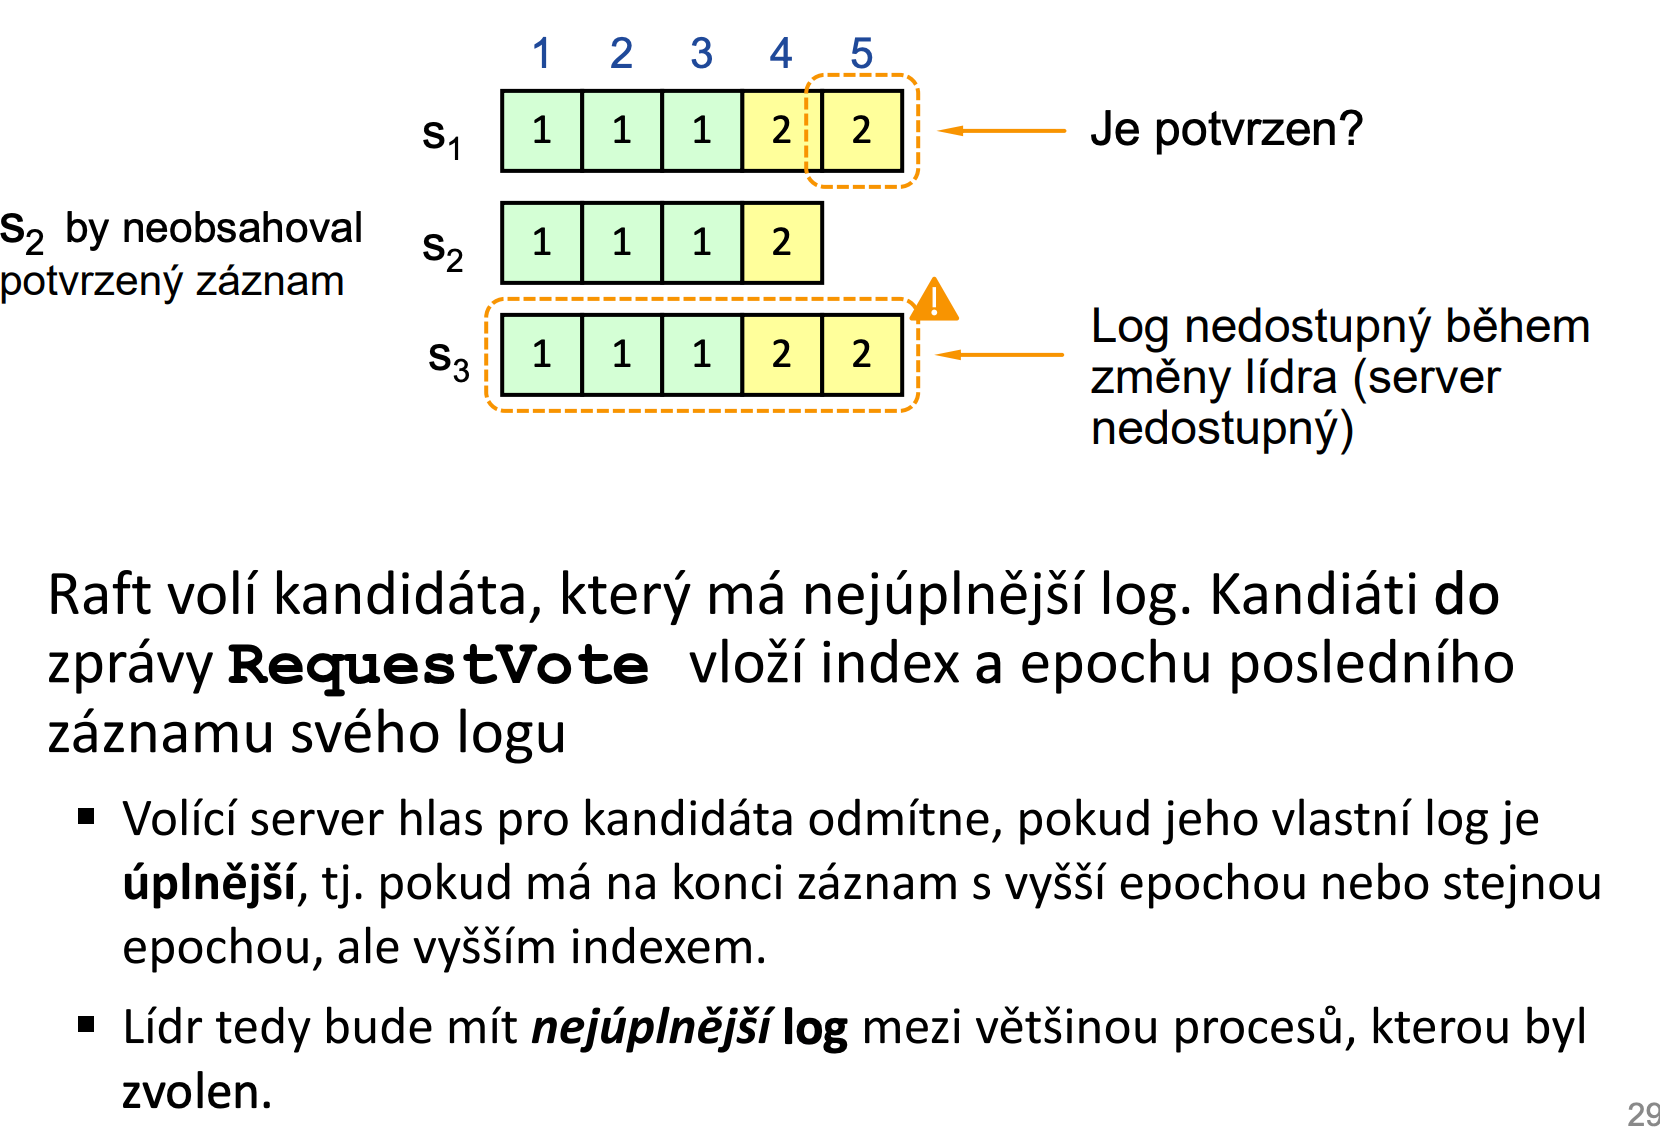 1 2 3 4 5
s1 1 1 1 2 2 Je potvrzen?
s2 by neobsahoval
potvrzený záznam
s2 1 1 1 2
s3 1 1 1 2 2
Log nedostupný během
změny lídra (server
nedostupný)
Raft volí kandidáta, který má nejúplnější log. Kandiáti do
zprávy RequestVote vloží index a epochu posledního
záznamu svého logu
▪ Volící server hlas pro kandidáta odmítne, pokud jeho vlastní log je
úplnější, tj. pokud má na konci záznam s vyšší epochou nebo stejnou
epochou, ale vyšším indexem.
▪ Lídr tedy bude mít nejúplnější log mezi většinou procesů, kterou byl
zvolen.
29